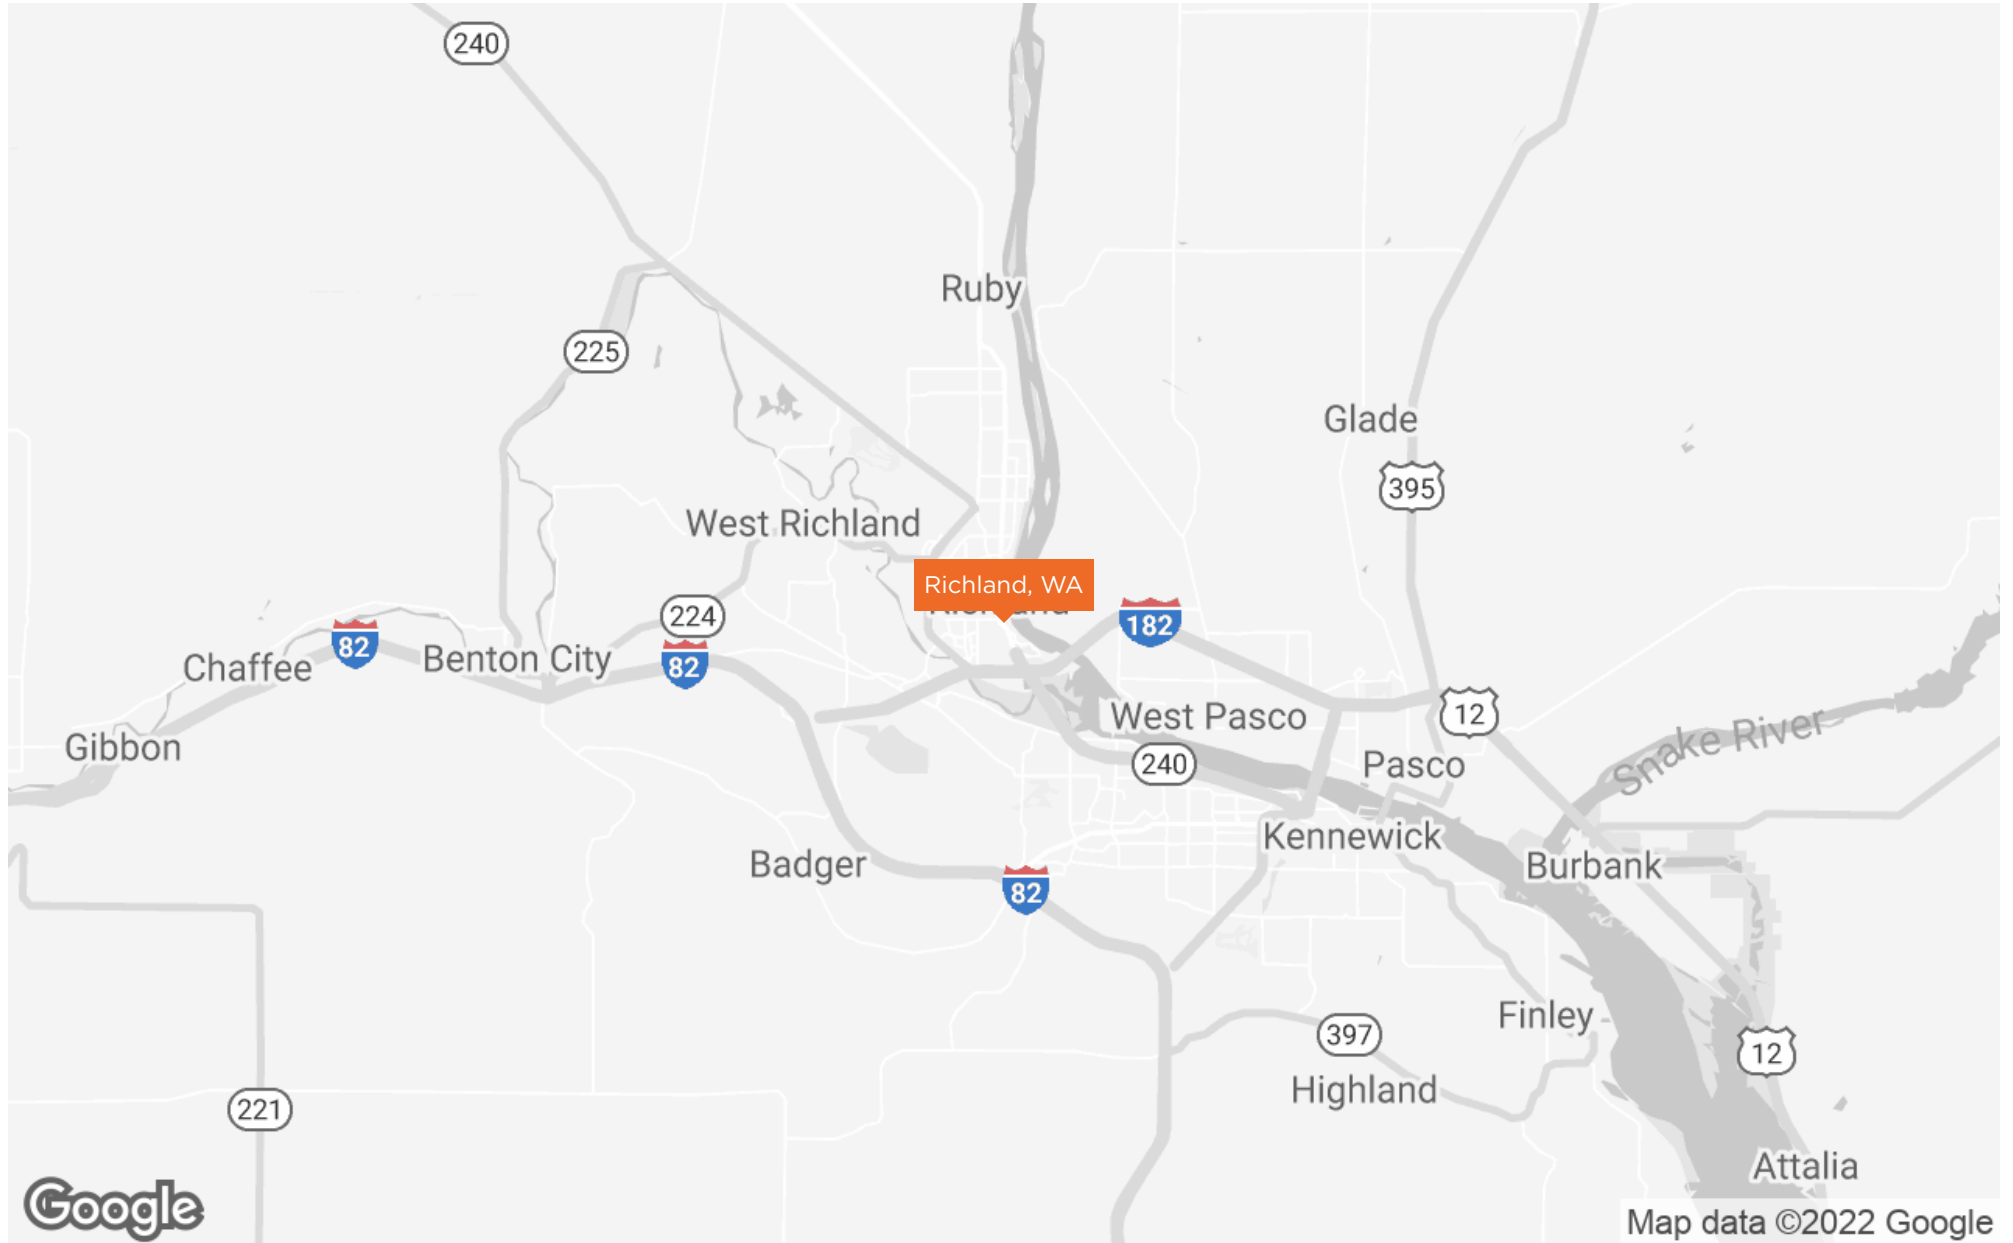 240
Ruby
225
Glade
395
West Richland
Richland, WA
Richland
224
182
82
Chaffee
Benton City
82
12
West Pasco
Snake River
Gibbon
240
Pasco
Kennewick
Badger
Burbank
82
Finley
397
12
Highland
221
Attalia
Google
Map data ©2022 Google